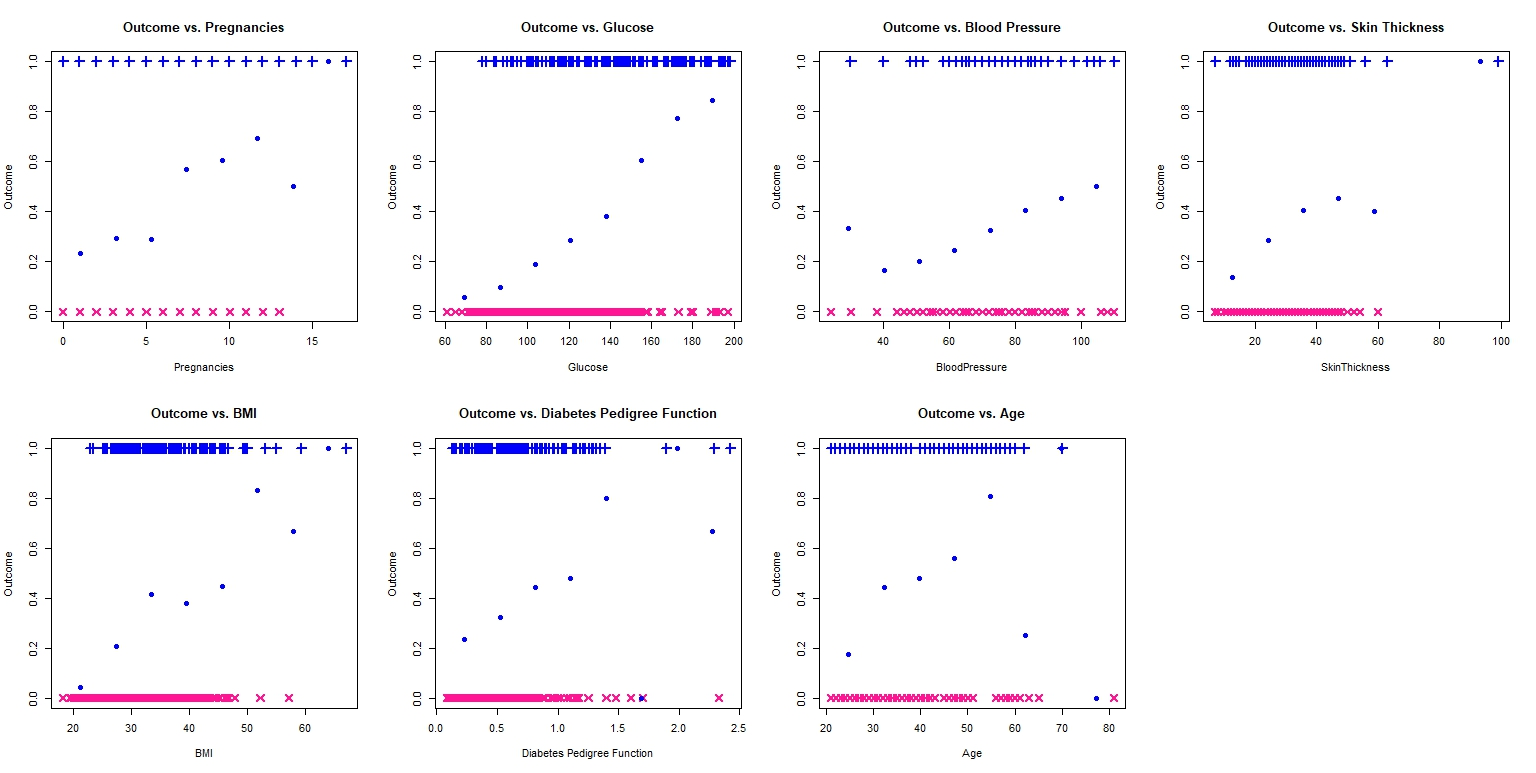 Outcome vs. Pregnancies
Outcome
0.0 0.2 0.4 0.6 0.8 1.0
0 5 10 15
Pregnancies
Outcome vs. Glucose
Outcome
0.0 0.2 0.4 0.6 0.8 1.0
60 80 100 120 140 160 180 200
Glucose
Outcome vs. Blood Pressure
Outcome
0.0 0.2 0.4 0.6 0.8 1.0
40 60 80 100
BloodPressure
Outcome vs. Skin Thickness
Outcome
0.0 0.2 0.4 0.6 0.8 1.0
20 40 60 80 100
SkinThickness
Outcome vs. BMI
Outcome
0.0 0.2 0.4 0.6 0.8 1.0
20 30 40 50 60
BMI
Outcome vs. Diabetes Pedigree Function
Outcome
0.0 0.2 0.4 0.6 0.8 1.0
0.0 0.5 1.0 1.5 2.0 2.5
Diabetes Pedigree Function
Outcome vs. Age
Outcome
0.0 0.2 0.4 0.6 0.8 1.0
20 30 40 50 60 70 80
Age